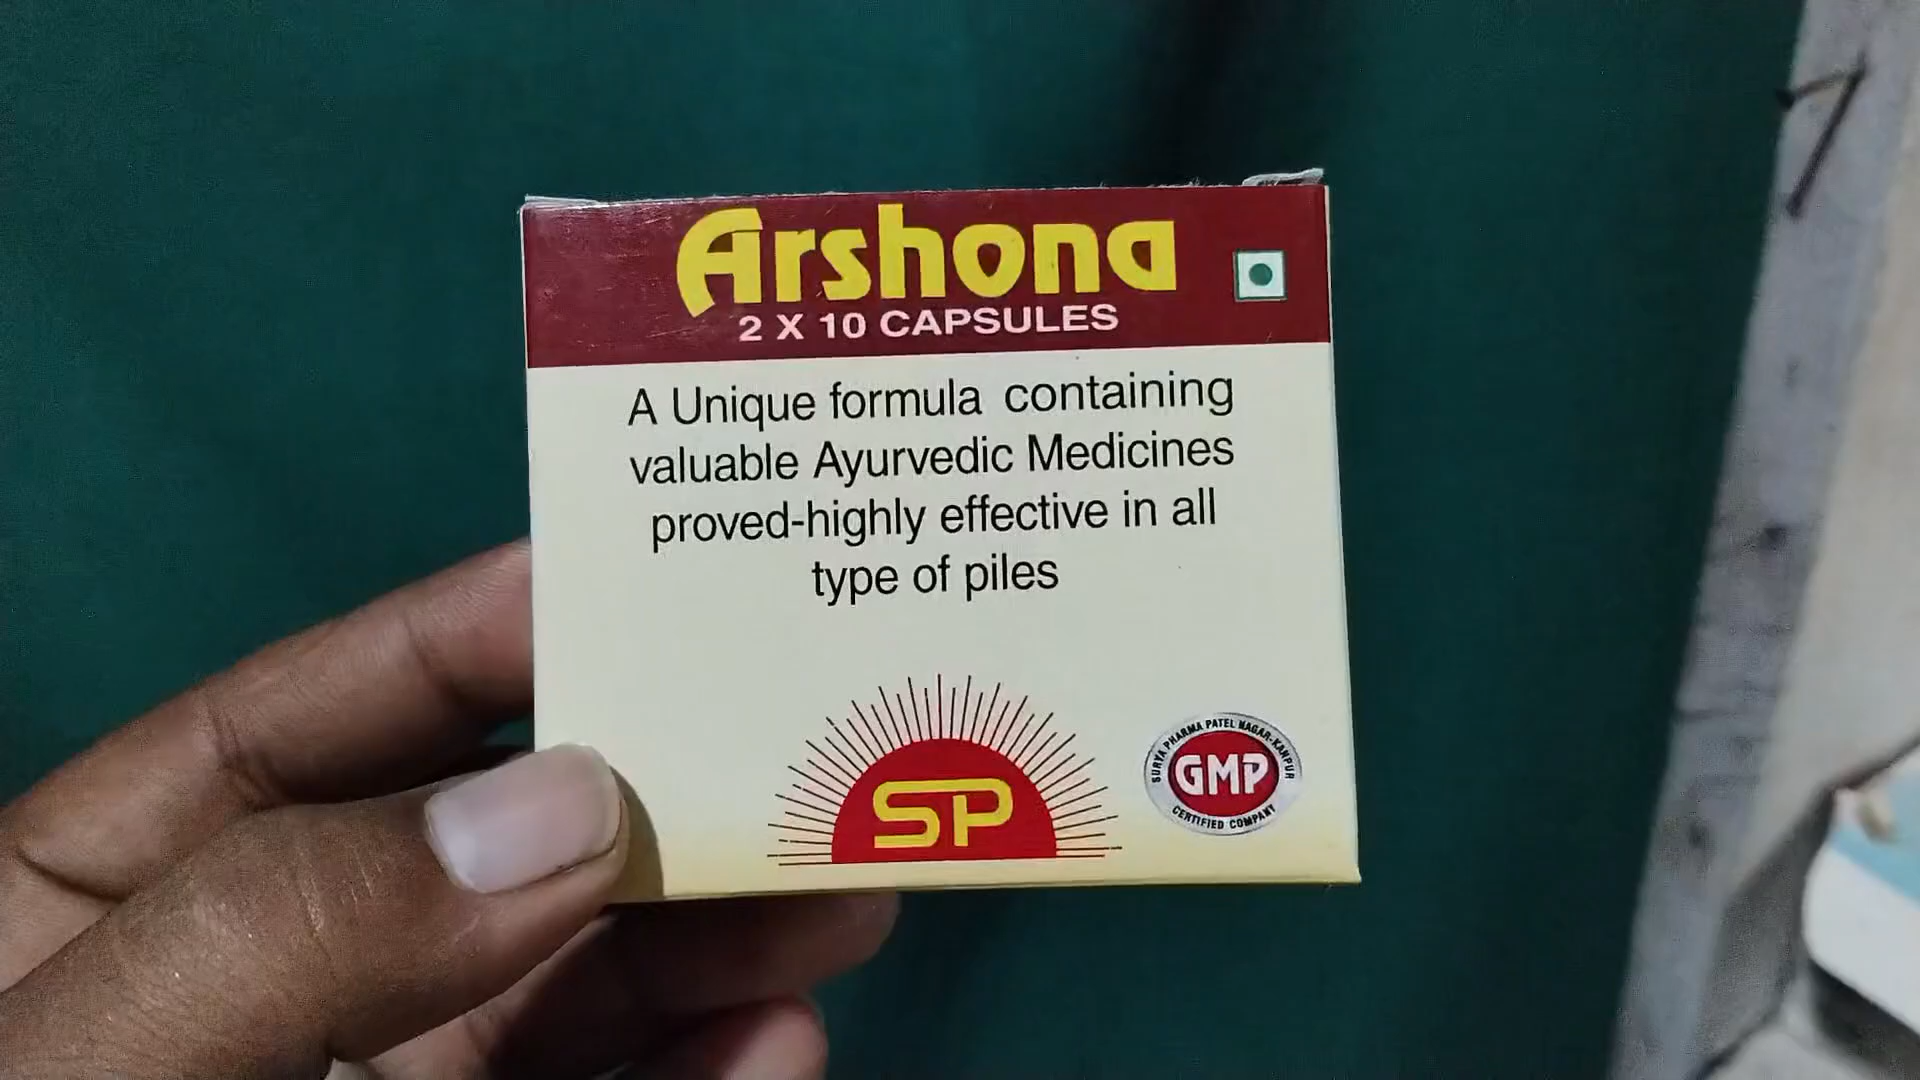 Arshona
2 X 10 CAPSULES
A Unique formula containing
valuable Ayurvedic Medicines
proved-highly effective in all
type of piles
SP
SURYA PHARMA PATEL NAGAR-KANPUR
GMP
CERTIFIED COMPANY